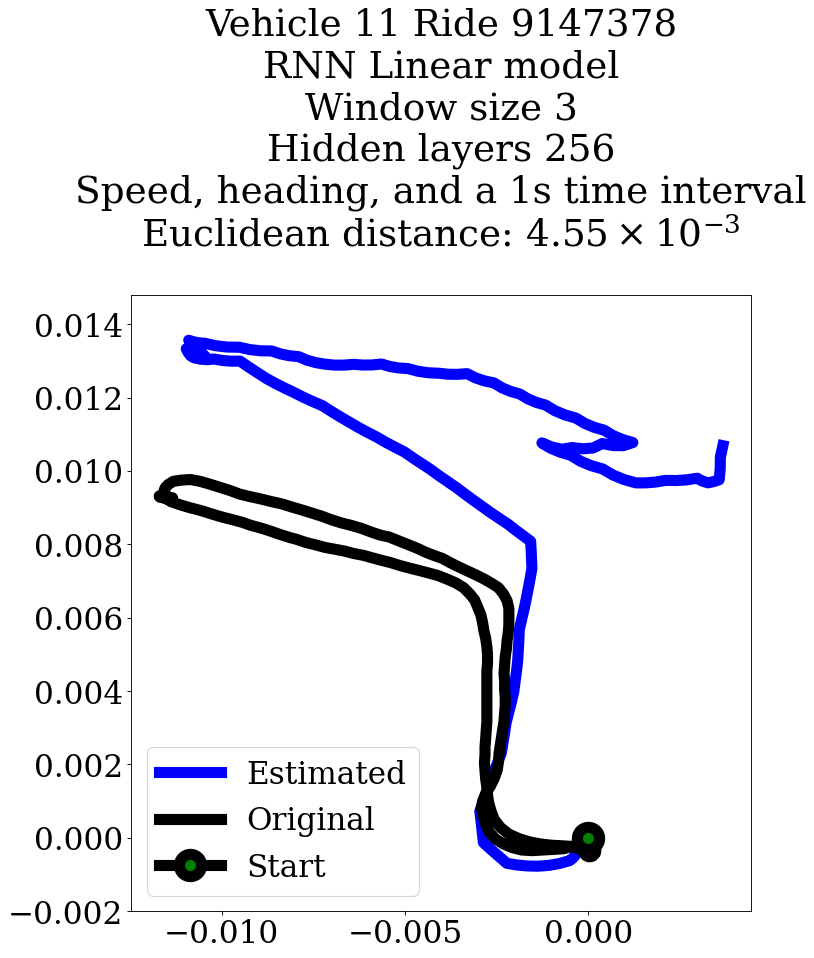 Vehicle 11 Ride 9147378
RNN Linear model
Window size 3
Hidden layers 256
Speed, heading, and a 1s time interval
Euclidean distance: 4.55 × 10⁻³
0.014
0.012
0.010
0.008
0.006
0.004
0.002
0.000
−0.002
Estimated
Original
Start
−0.010
−0.005
0.000